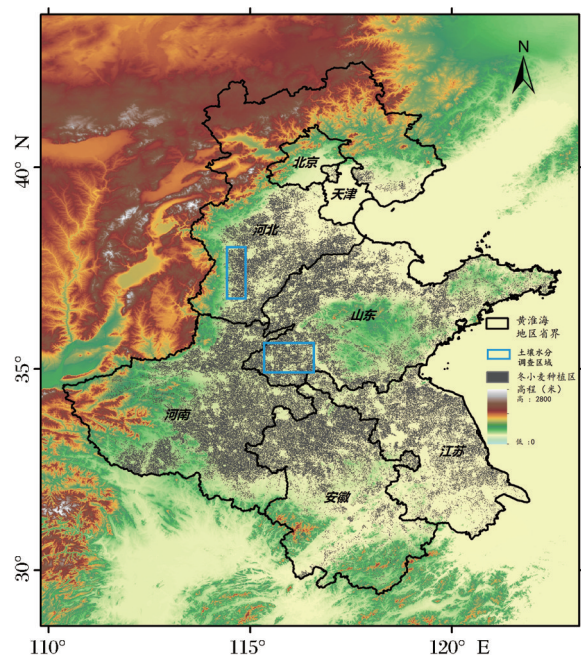 N
40° N
35°
30°
北京
天津
河北
山东
河南
江苏
安徽
黄淮海
地区省界
土壤水分
调查区域
冬小麦种植区
高程（米）
高：2800
低：0
110°
115°
120° E